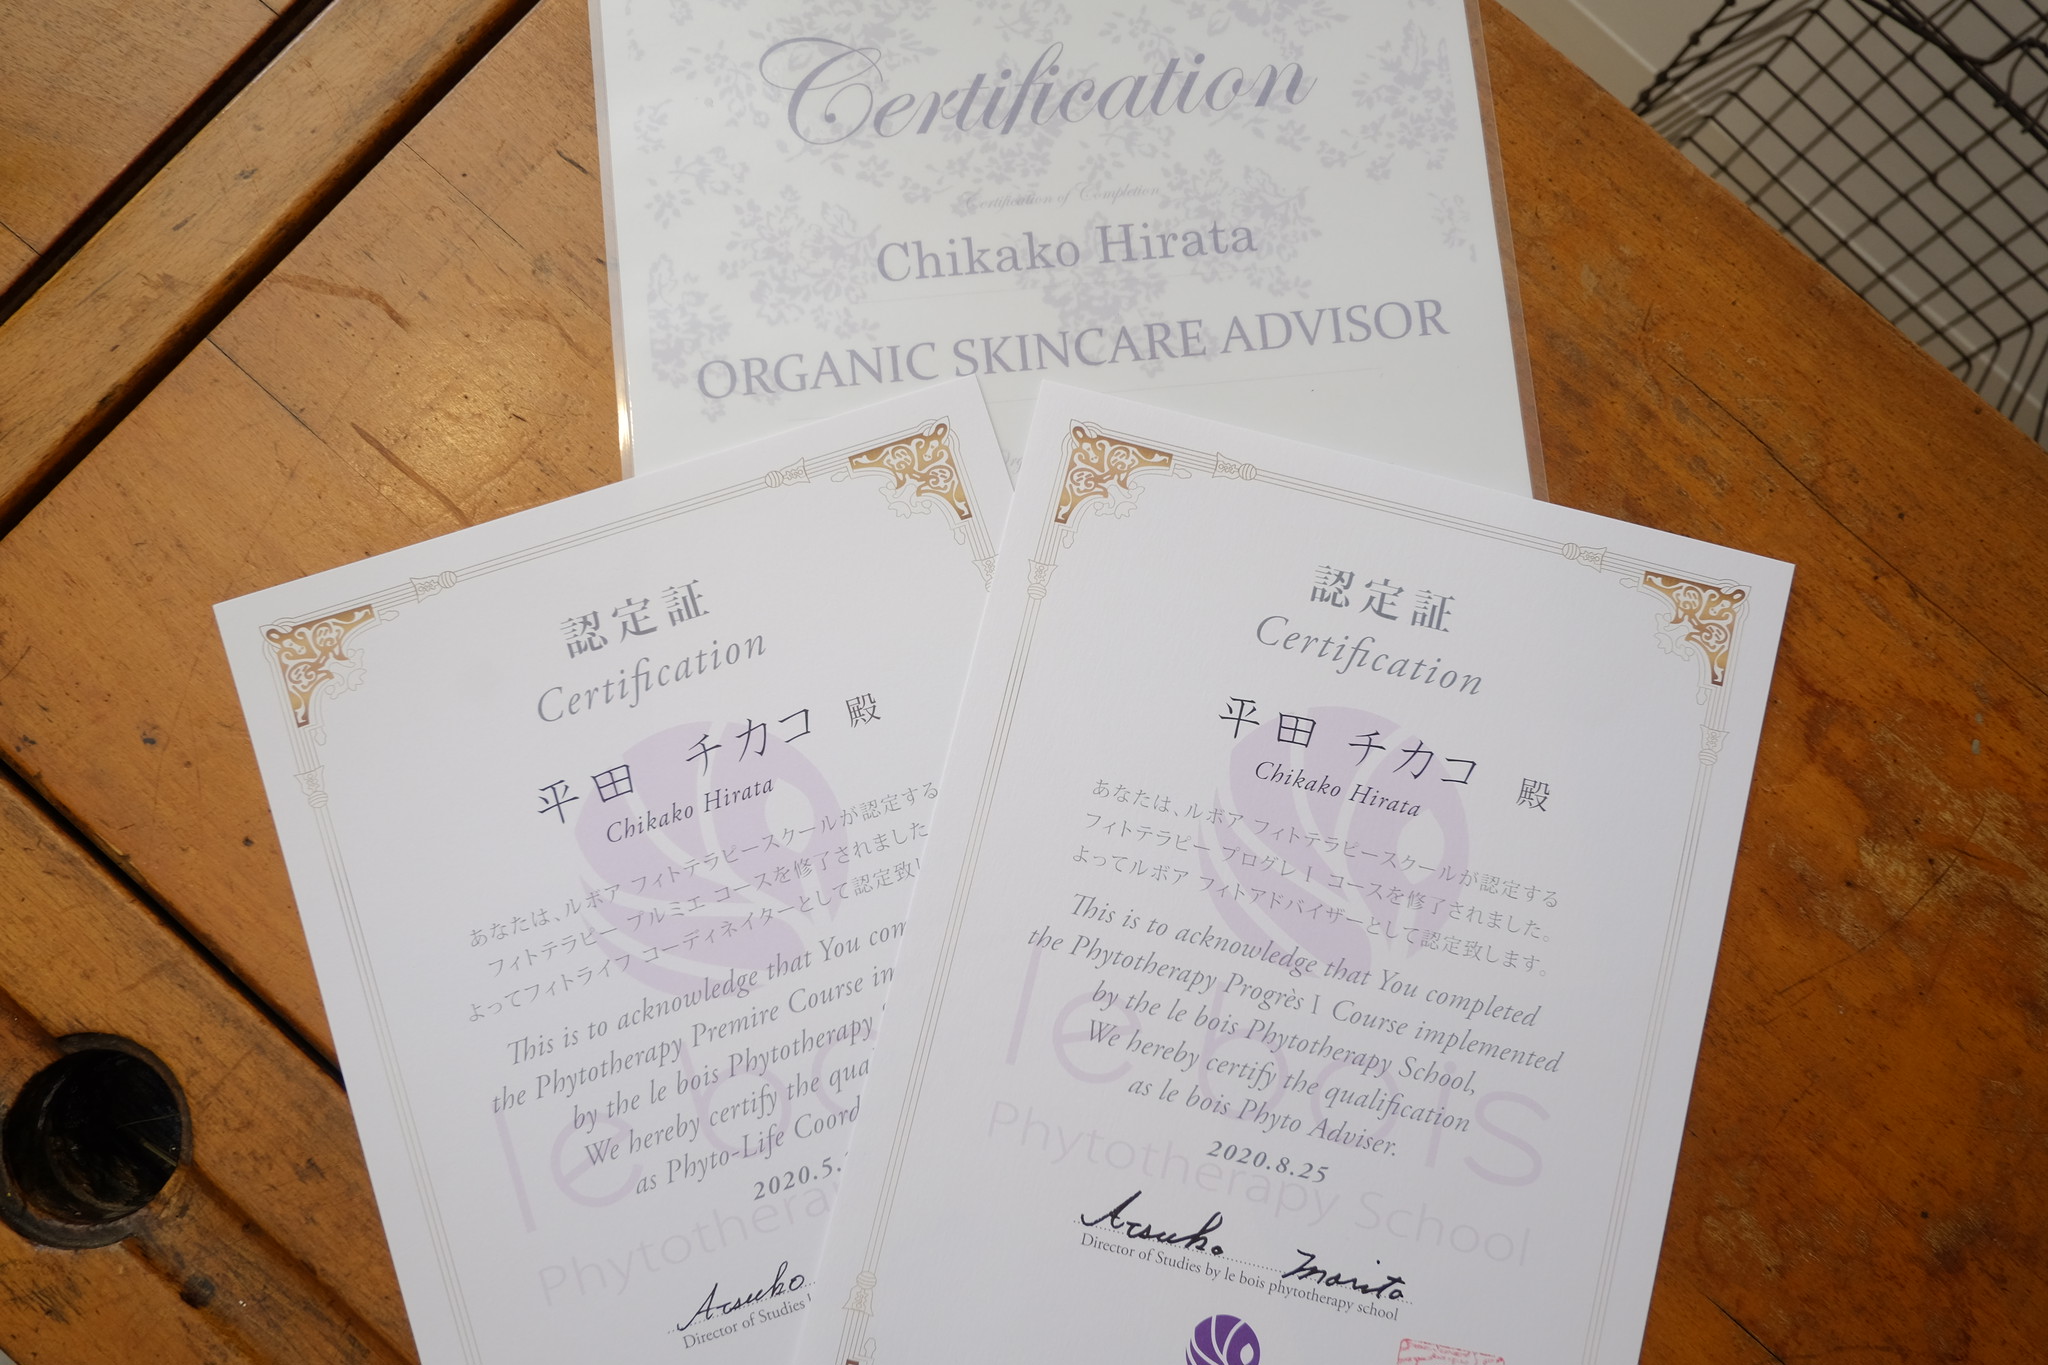 Certification
Certification of Completion
Chikako Hirata
ORGANIC SKINCARE ADVISOR
認定証
Certification
平田 チカコ 殿
Chikako Hirata
あなたは、ルボア フィトテラピースクールが認定する
フィトテラピー プルミエ コースを修了されました
よってフィトライフ コーディネイターとして認定致し
This is to acknowledge that You com
the Phytotherapy Premire Course im
by the le bois Phytotherapy
We hereby certify the qua
as Phyto-Life Coord
2020.5.
Atsuko
Director of Studies
le bo
Phytothera
認定証
Certification
平田 チカコ 殿
Chikako Hirata
あなたは、ルボア フィトテラピースクールが認定する
フィトテラピー プログレ I コースを修了されました。
よってルボア フィトアドバイザーとして認定致します。
This is to acknowledge that You completed
the Phytotherapy Progrès I Course implemented
by the le bois Phytotherapy School,
We hereby certify the qualification
as le bois Phyto Adviser.
2020.8.25
Atsuko Morita
Director of Studies by le bois phytotherapy school
le bois
Phytotherapy School